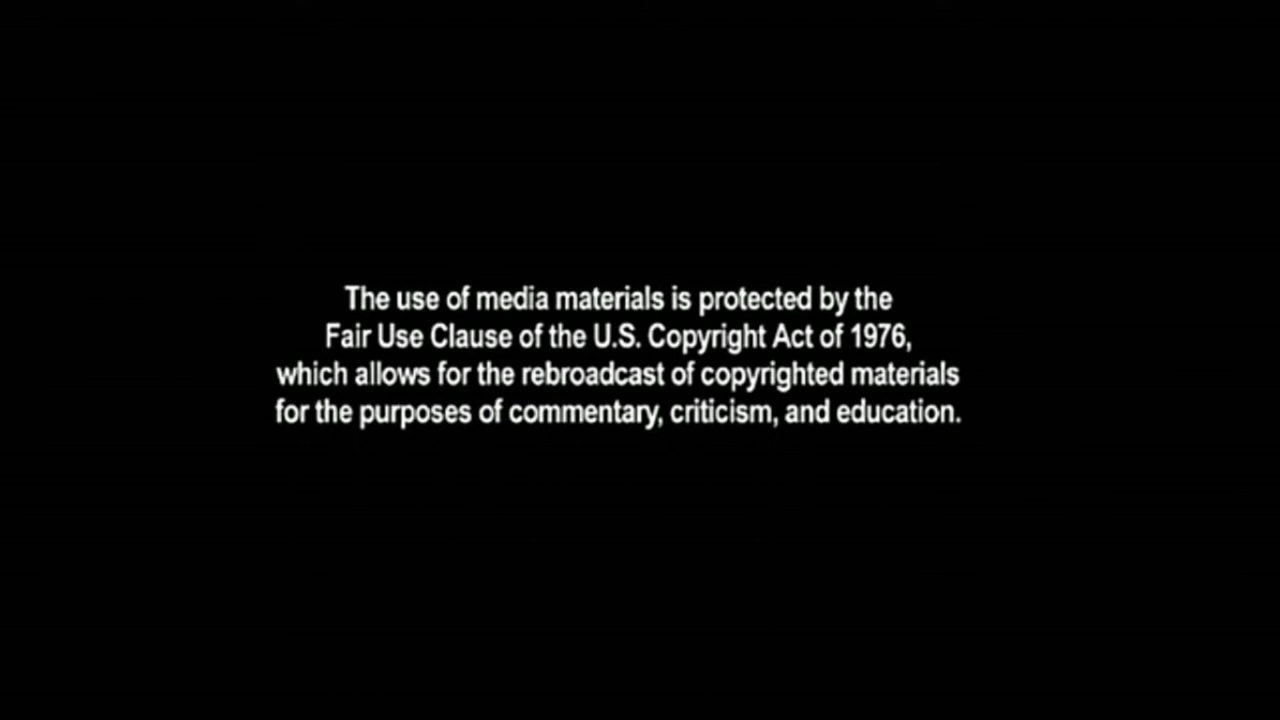 The use of media materials is protected by the
Fair Use Clause of the U.S. Copyright Act of 1976,
which allows for the rebroadcast of copyrighted materials
for the purposes of commentary, criticism, and education.